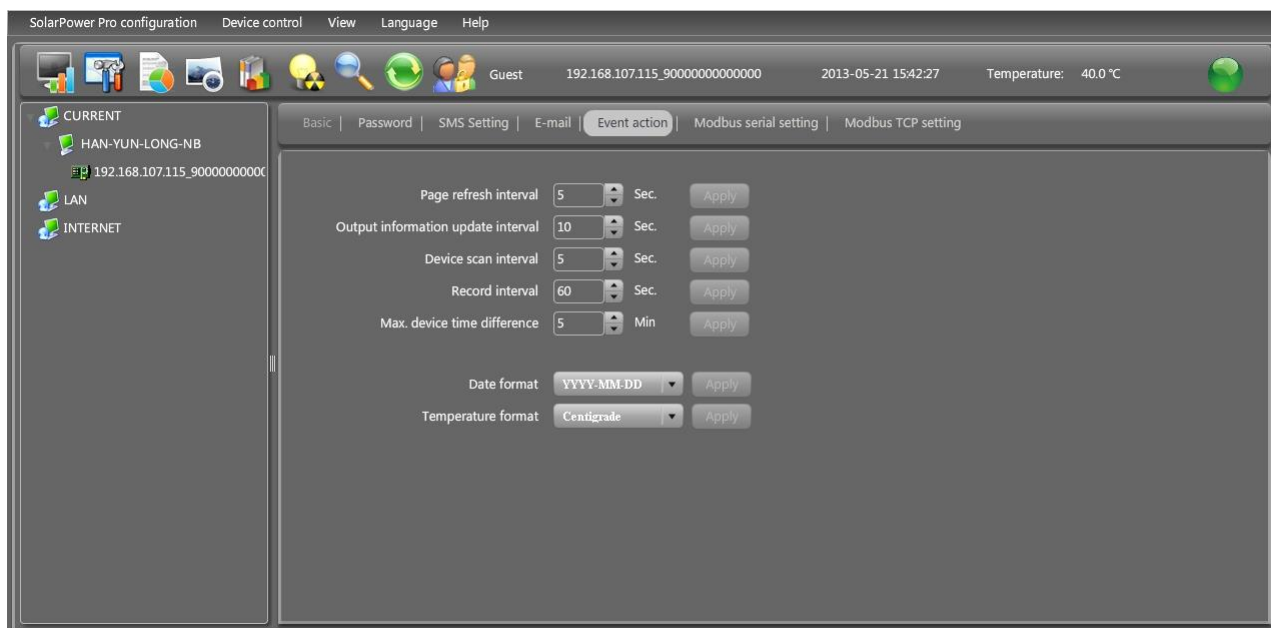 SolarPower Pro configuration Device control View Language Help
Guest 192.168.107.115_90000000000000 2013-05-21 15:42:27 Temperature: 40.0 ℃
CURRENT
HAN-YUN-LONG-NB
192.168.107.115_9000000000C
LAN
INTERNET
Basic | Password | SMS Setting | E-mail | Event action | Modbus serial setting | Modbus TCP setting
Page refresh interval 5 Sec. Apply
Output information update interval 10 Sec. Apply
Device scan interval 5 Sec. Apply
Record interval 60 Sec. Apply
Max. device time difference 5 Min Apply
Date format YYYY-MM-DD Apply
Temperature format Centigrade Apply